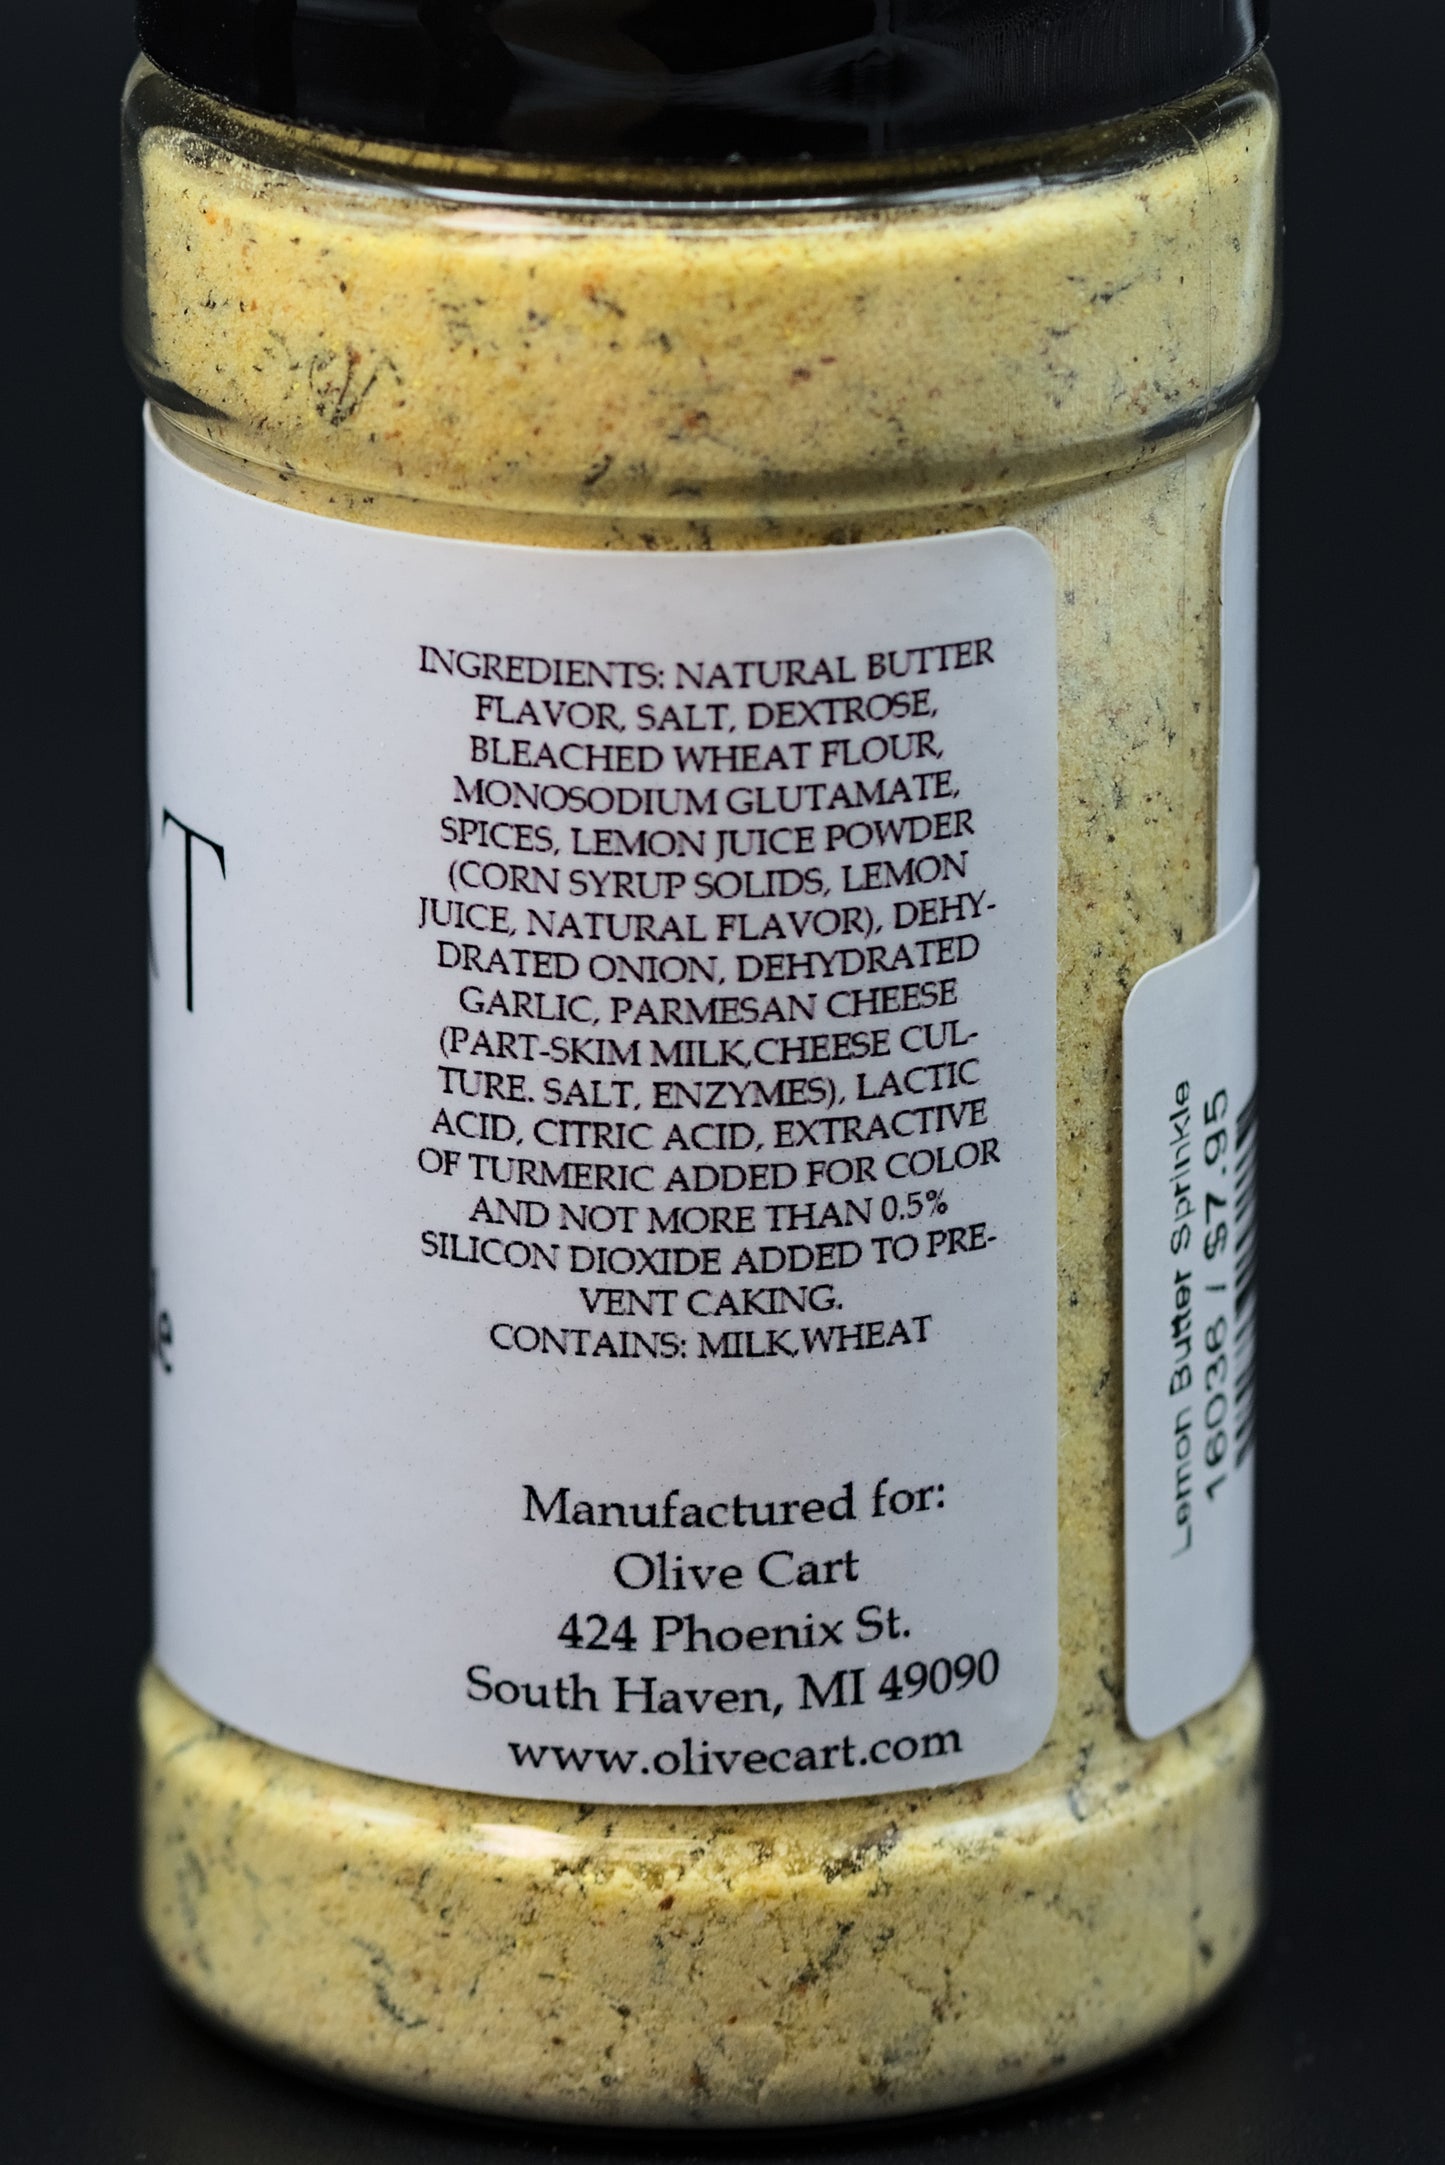 INGREDIENTS: NATURAL BUTTER
FLAVOR, SALT, DEXTROSE,
BLEACHED WHEAT FLOUR,
MONOSODIUM GLUTAMATE,
SPICES, LEMON JUICE POWDER
(CORN SYRUP SOLIDS, LEMON
JUICE, NATURAL FLAVOR), DEHY-
DRATED ONION, DEHYDRATED
GARLIC, PARMESAN CHEESE
(PART-SKIM MILK,CHEESE CUL-
TURE. SALT, ENZYMES), LACTIC
ACID, CITRIC ACID, EXTRACTIVE
OF TURMERIC ADDED FOR COLOR
AND NOT MORE THAN 0.5%
SILICON DIOXIDE ADDED TO PRE-
VENT CAKING.
CONTAINS: MILK,WHEAT
Manufactured for:
Olive Cart
424 Phoenix St.
South Haven, MI 49090
www.olivecart.com
Lemon Butter Sprinkle
16036 / $7.95